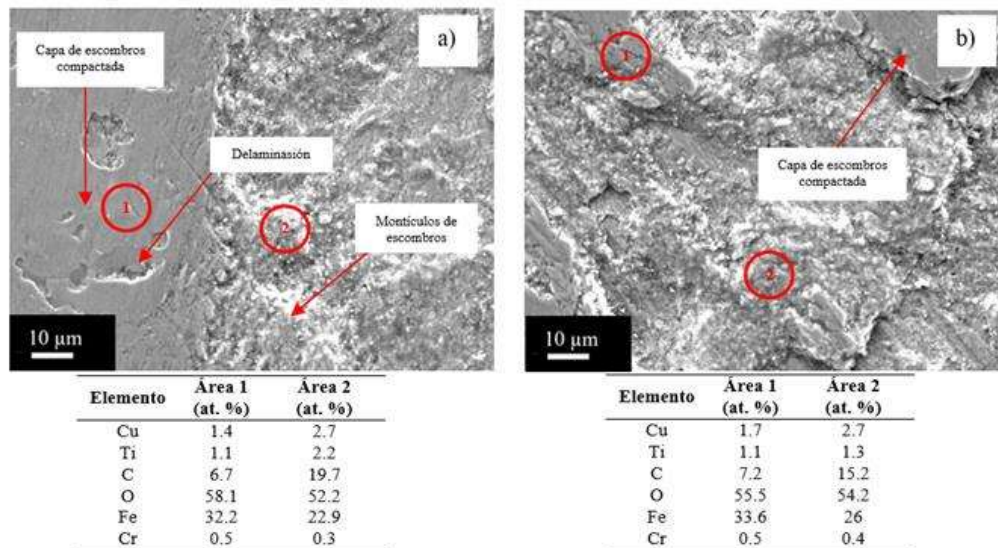 a)
Capa de escombros
compactada
Delaminasión
1
2
Montículos de
escombros
10 µm
Elemento Área 1 (at. %) Área 2 (at. %)
Cu 1.4 2.7
Ti 1.1 2.2
C 6.7 19.7
O 58.1 52.2
Fe 32.2 22.9
Cr 0.5 0.3
b)
1
Capa de escombros
compactada
2
10 µm
Elemento Área 1 (at. %) Área 2 (at. %)
Cu 1.7 2.7
Ti 1.1 1.3
C 7.2 15.2
O 55.5 54.2
Fe 33.6 26
Cr 0.5 0.4